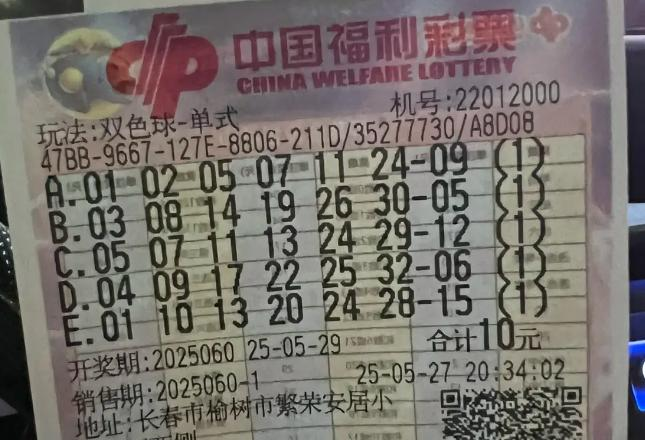 中国福利彩票
CHINA WELFARE LOTTERY
机号:22012000
玩法:双色球-单式
47BB-9667-127E-8806-211D/35277730/A8D08
A.01 02 05 07 11 24-09 (1)
B.03 08 14 19 26 30-05 (1)
C.05 07 11 13 24 29-12 (1)
D.04 09 17 22 25 32-06 (1)
E.01 10 13 20 24 28-15 (1)
合计10元
开奖期:2025060 25-05-29
销售期:2025060-1 25-05-27 20:34:02
地址:长春市榆树市繁荣安居小